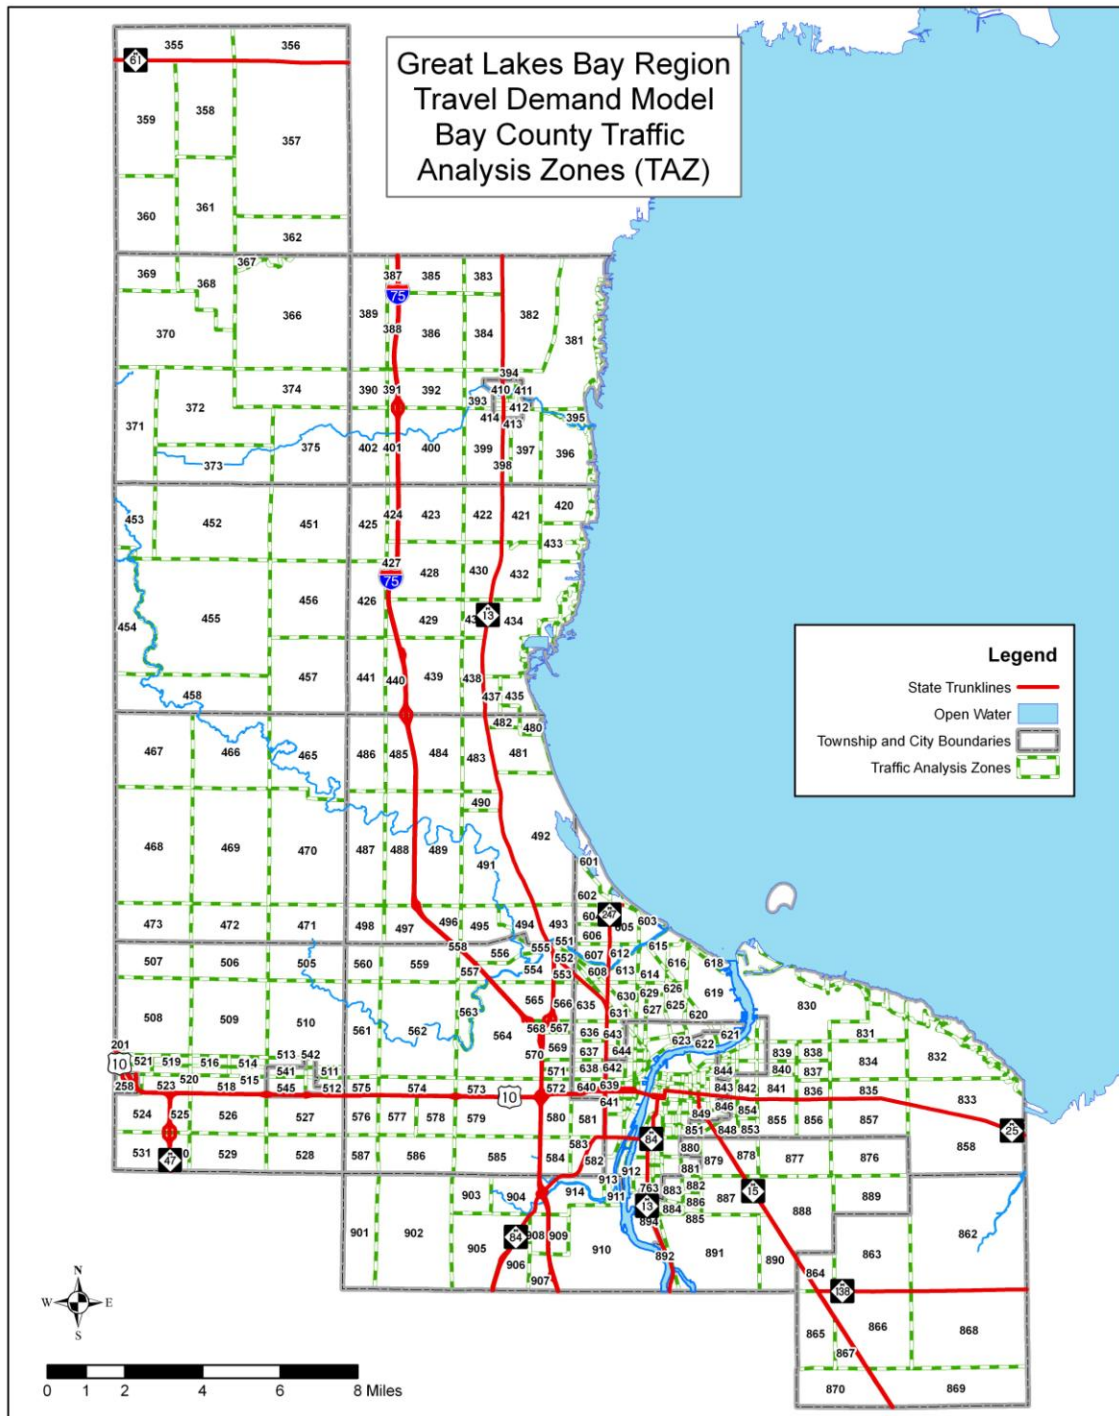 Great Lakes Bay Region
Travel Demand Model
Bay County Traffic
Analysis Zones (TAZ)
355 356
61
359 358 357
360 361 362
369 368 367 366
370
387 385 383
75
389 388 386 384 382 381
374 390 391 392 394
393 410 411 412 395
414 413
371 372 375 373
402 401 400 399 397 396
398
453 452 451 425 424 423 422 421 420
433
427
75
428 430 432
456 426
454 455 429 13 434
457 441 440 439 438
458 437 435
482 480
467 466 465 486 485 484 483 481
490
492
468 469 470 487 488 489 491
601
602
473 472 471 498 497 496 495 494 493
604 247 605 603
606
507 506 505 560 559 558 556 555 551
552 607 612 615
557 554 553 608 613 614 616 618
508 509 510 561 562 563 564 565 566 635
630 629 626 619 830
631 627 625 620
568 567 636 643 621 831
570 569 637 644 623 622
201
10
521 519 516 514 513 542 541 511
571 638 642 844 839 838 834 832
840 837
258 523 520 518 515 545 512 575 574 573 572 640 639
843 842 841 836 835 833
10
641
524 525 526 527 576 577 578 579 580 581
849 846 854 855 856 857
851 848 853
25
531 47 529 528 587 586 585 584 583 582
84
880 879 878 877 876 858
912 881
913
903 904 914 911 763 883 882 887 15 889
13 884 886 888
885
901 902 905 84 908 909 910 894 892 891 890 862
906 907
863
864
138
865 866 868
867
870 869
Legend
State Trunklines
Open Water
Township and City Boundaries
Traffic Analysis Zones
N
W E
S
0 1 2 4 6 8 Miles